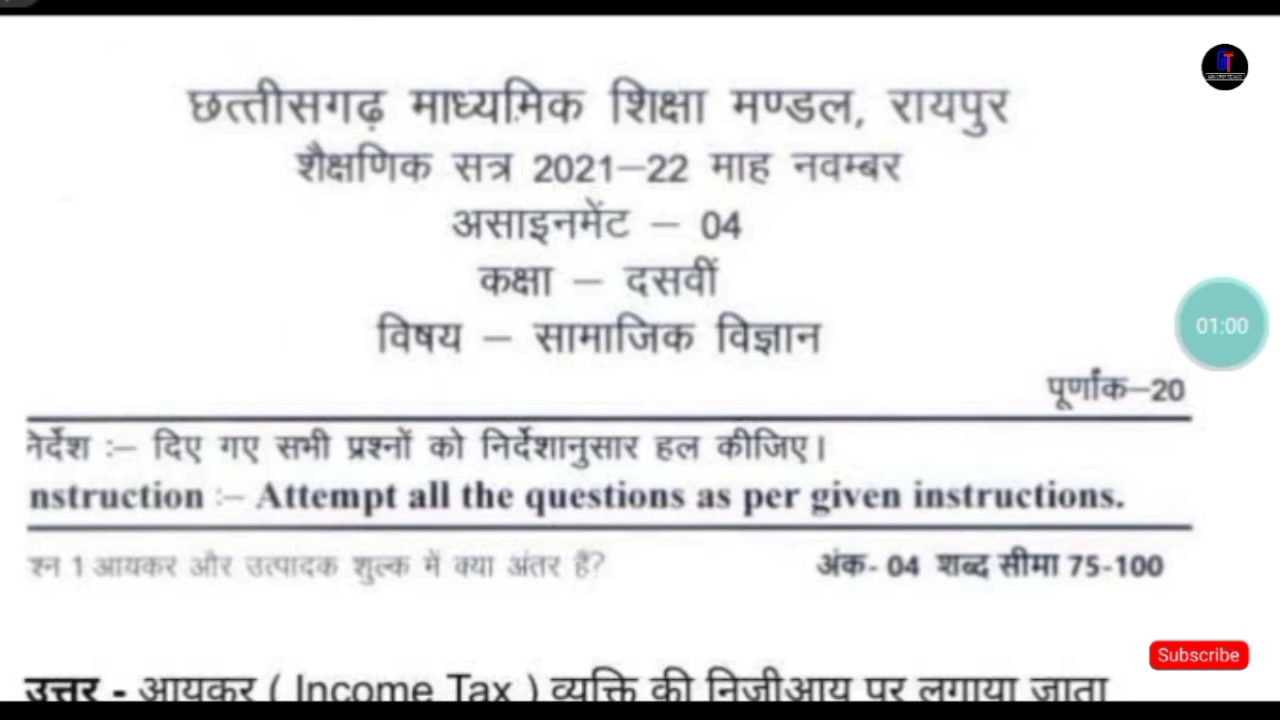 छत्तीसगढ़ माध्यमिक शिक्षा मण्डल, रायपुर
शैक्षणिक सत्र 2021–22 माह नवम्बर
असाइनमेंट – 04
कक्षा – दसवीं
विषय – सामाजिक विज्ञान
01:00
पूर्णांक–20
नेर्देश :– दिए गए सभी प्रश्नों को निर्देशानुसार हल कीजिए।
nstruction :– Attempt all the questions as per given instructions.
श्न 1 आयकर और उत्पादक शुल्क में क्या अंतर है? अंक- 04 शब्द सीमा 75-100
Subscribe
उत्तर - आयकर ( Income Tax ) व्यक्ति की निजीआय पर लगाया जाता